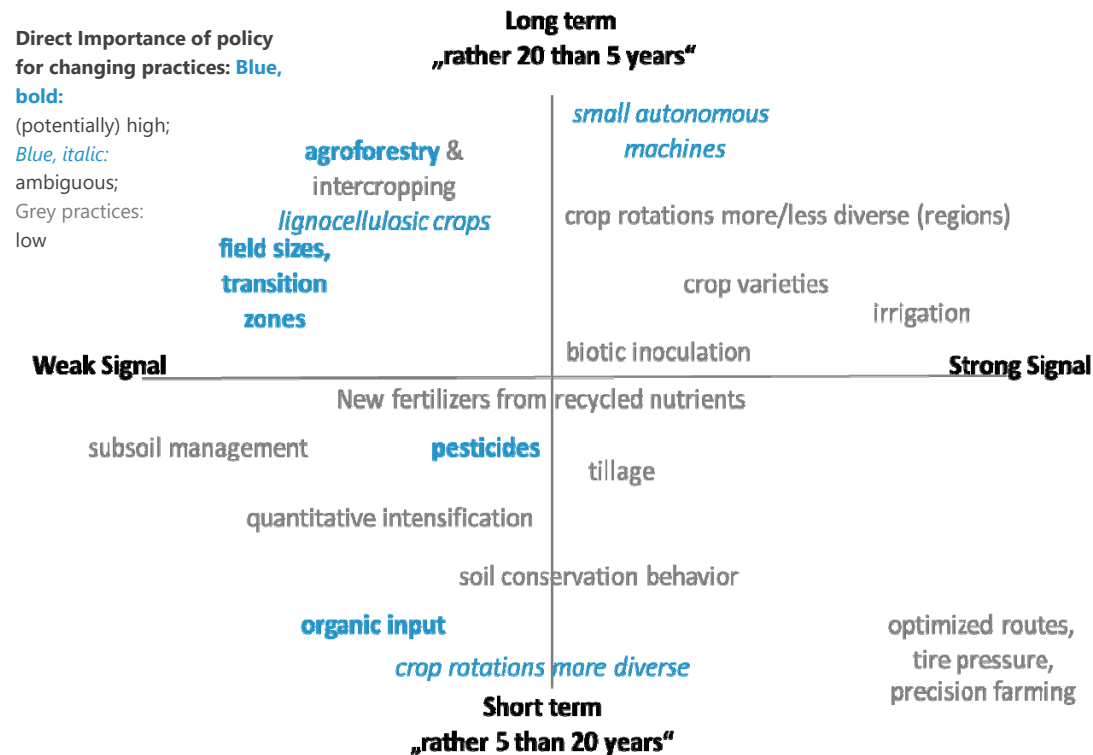 Long term
„rather 20 than 5 years“
Direct Importance of policy
for changing practices: Blue,
bold:
(potentially) high;
Blue, italic:
ambiguous;
Grey practices:
low
small autonomous
machines
agroforestry &
intercropping
lignocellulasic crops
field sizes,
transition
zones
crop rotations more/less diverse (regions)
crop varieties
irrigation
biotic inoculation
Weak Signal
Strong Signal
New fertilizers from recycled nutrients
subsoil management
pesticides
tillage
quantitative intensification
soil conservation behavior
organic input
optimized routes,
tire pressure,
precision farming
crop rotations more diverse
Short term
„rather 5 than 20 years“